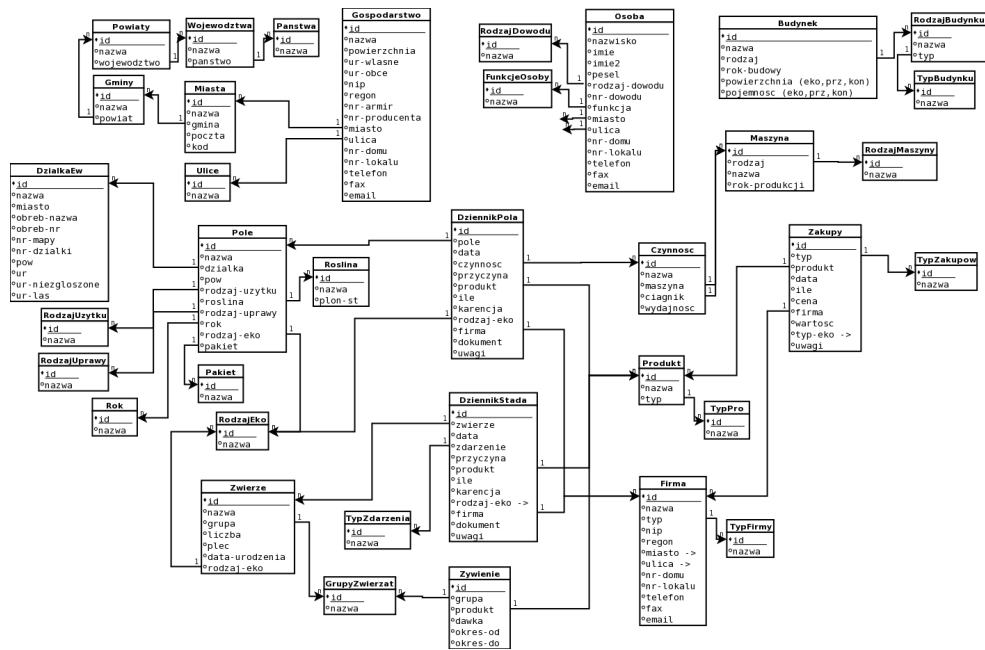 Powiaty
id
nazwa
wojewodztwo
Wojewodztwa
id
nazwa
panstwo
Panstwa
id
nazwa
Gminy
id
nazwa
powiat
Miasta
id
nazwa
gmina
poczta
kod
Ulice
id
nazwa
Gospodarstwo
id
nazwa
powierzchnia
ur-wlasne
ur-obce
nip
regon
nr-armir
nr-producenta
miasto
ulica
nr-domu
nr-lokalu
telefon
fax
email
RodzajDowodu
id
nazwa
FunkcjeOsoby
id
nazwa
Osoba
id
nazwisko
imie
imie2
pesel
rodzaj-dowodu
nr-dowodu
funkcja
miasto
ulica
nr-domu
nr-lokalu
telefon
fax
email
Budynek
id
nazwa
rodzaj
rok-budowy
powierzchnia (eko,prz,kon)
pojemnosc (eko,prz,kon)
RodzajBudynku
id
nazwa
typ
TypBudynku
id
nazwa
Maszyna
id
rodzaj
nazwa
rok-produkcji
RodzajMaszyny
id
nazwa
DzialkaEw
id
nazwa
miasto
obreb-nazwa
obreb-nr
nr-mapy
nr-dzialki
pow
ur
ur-niezgloszone
ur-las
Pole
id
nazwa
dzialka
pow
rodzaj-uzytku
roslina
rodzaj-uprawy
rok
rodzaj-eko
pakiet
Roslina
id
nazwa
plon-st
DziennikPola
id
pole
data
czynnosc
przyczyna
produkt
ile
karencja
rodzaj-eko
firma
dokument
uwagi
Czynnosc
id
nazwa
maszyna
ciagnik
wydajnosc
Zakupy
id
typ
produkt
data
ile
cena
firma
wartosc
typ-eko ->
uwagi
TypZakupow
id
nazwa
RodzajUzytku
id
nazwa
RodzajUprawy
id
nazwa
Pakiet
id
nazwa
Rok
id
nazwa
RodzajEko
id
nazwa
Produkt
id
nazwa
typ
TypPro
id
nazwa
DziennikStada
id
zwierze
data
zdarzenie
przyczyna
produkt
ile
karencja
rodzaj-eko ->
firma
dokument
uwagi
Zwierze
id
nazwa
grupa
liczba
plec
data-urodzenia
rodzaj-eko
TypZdarzenia
id
nazwa
GrupyZwierzat
id
nazwa
Zywienie
id
grupa
produkt
dawka
okres-od
okres-do
Firma
id
nazwa
typ
nip
regon
miasto ->
ulica ->
nr-domu
nr-lokalu
telefon
fax
email
TypFirmy
id
nazwa